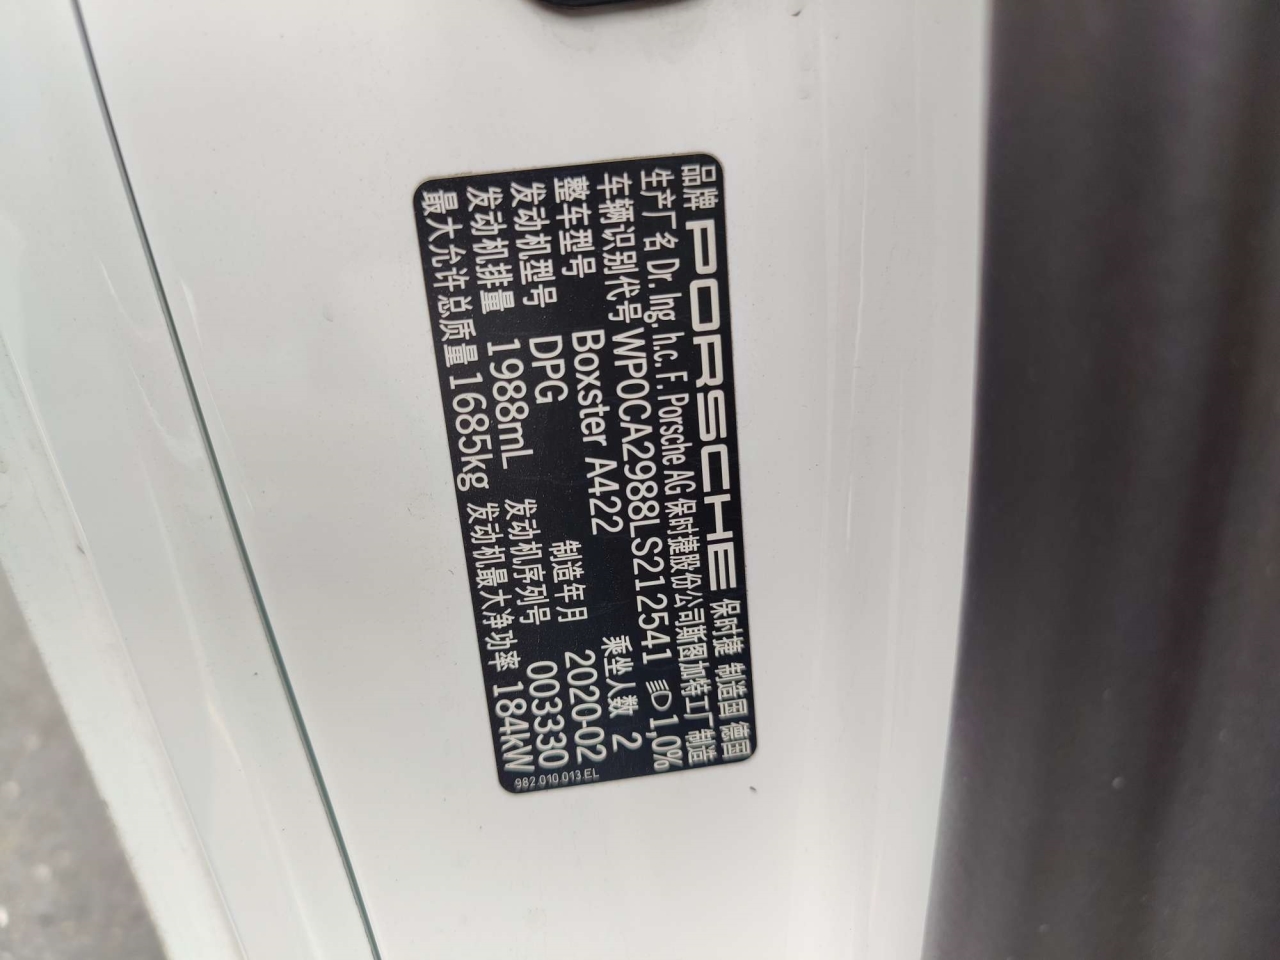 品牌 PORSCHE 保时捷 制造国 德国
生产厂名 Dr. Ing. h.c. F. Porsche AG 保时捷股份公司斯图加特工厂制造
车辆识别代号 WP0CA2988LS212541 1,0%
整车型号 Boxster A422 乘坐人数 2
发动机型号 DPG 制造年月 2020-02
发动机排量 1988mL 发动机序列号 003330
最大允许总质量 1685kg 发动机最大净功率 184kW
982.010.013.EL